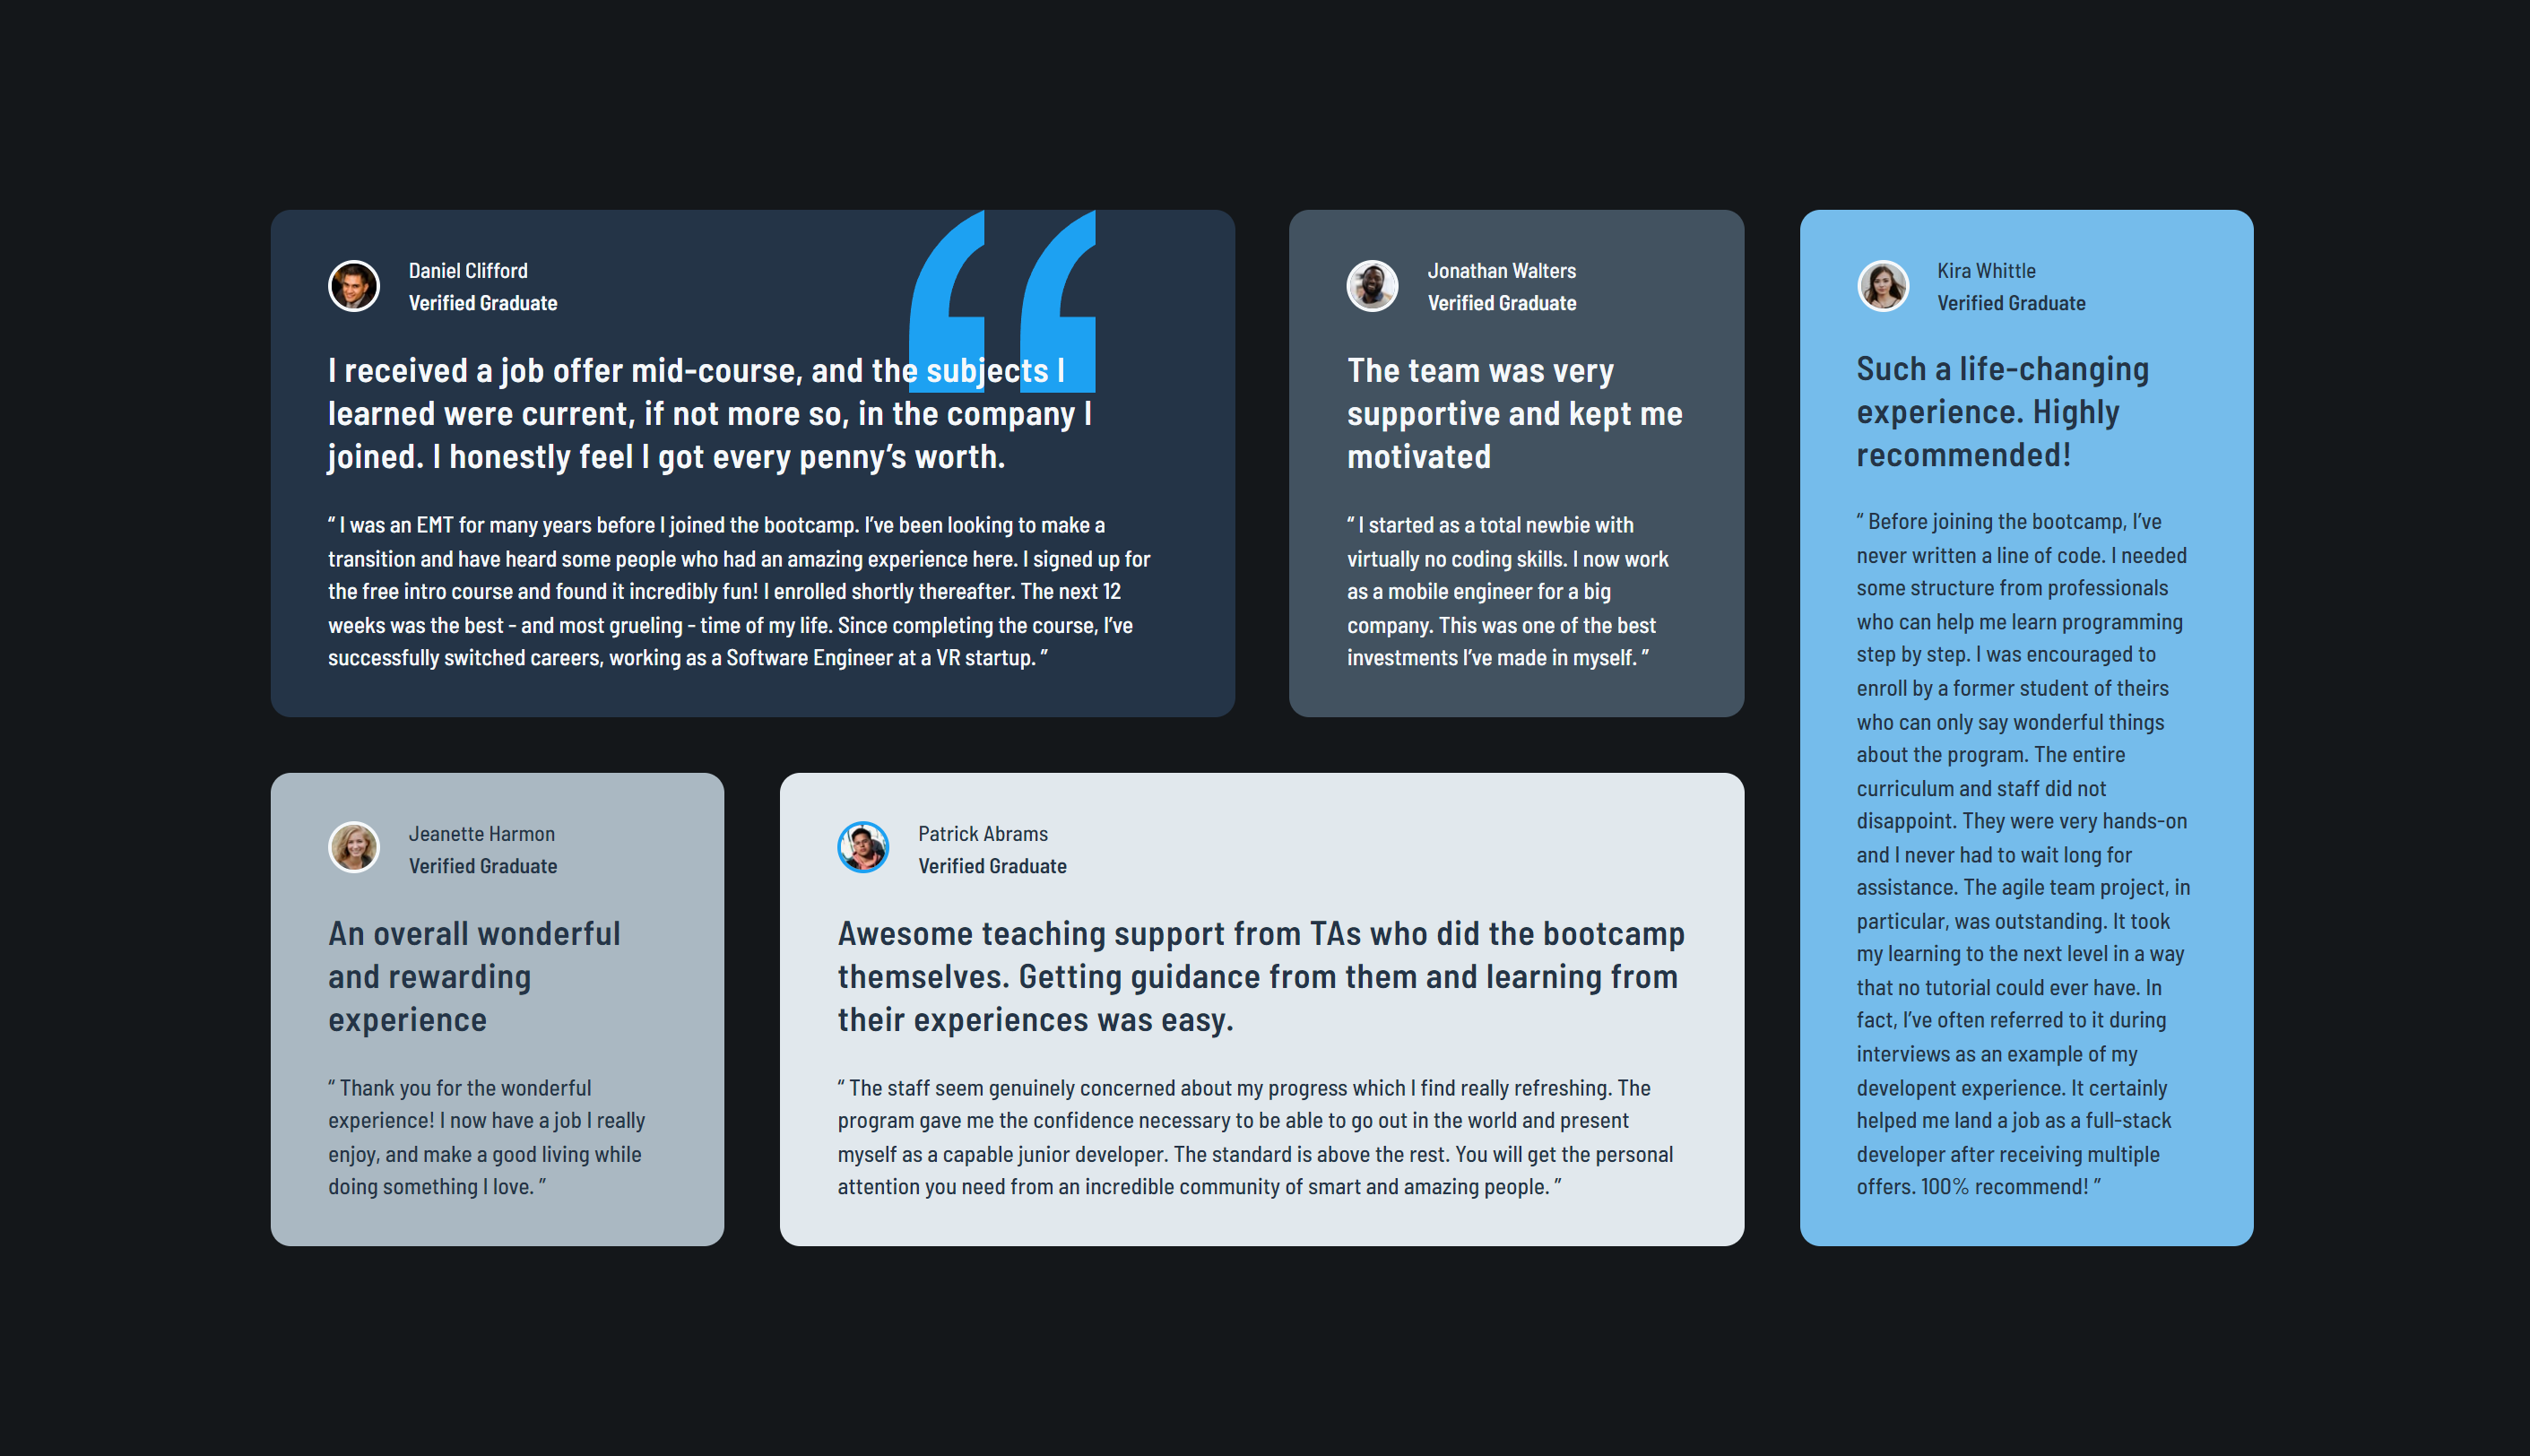 Daniel Clifford
Verified Graduate
I received a job offer mid-course, and the subjects I
learned were current, if not more so, in the company I
joined. I honestly feel I got every penny’s worth.
“ I was an EMT for many years before I joined the bootcamp. I’ve been looking to make a
transition and have heard some people who had an amazing experience here. I signed up for
the free intro course and found it incredibly fun! I enrolled shortly thereafter. The next 12
weeks was the best - and most grueling - time of my life. Since completing the course, I’ve
successfully switched careers, working as a Software Engineer at a VR startup. ”
Jonathan Walters
Verified Graduate
The team was very
supportive and kept me
motivated
“ I started as a total newbie with
virtually no coding skills. I now work
as a mobile engineer for a big
company. This was one of the best
investments I’ve made in myself. ”
Kira Whittle
Verified Graduate
Such a life-changing
experience. Highly
recommended!
“ Before joining the bootcamp, I’ve
never written a line of code. I needed
some structure from professionals
who can help me learn programming
step by step. I was encouraged to
enroll by a former student of theirs
who can only say wonderful things
about the program. The entire
curriculum and staff did not
disappoint. They were very hands-on
and I never had to wait long for
assistance. The agile team project, in
particular, was outstanding. It took
my learning to the next level in a way
that no tutorial could ever have. In
fact, I’ve often referred to it during
interviews as an example of my
developent experience. It certainly
helped me land a job as a full-stack
developer after receiving multiple
offers. 100% recommend! ”
Jeanette Harmon
Verified Graduate
An overall wonderful
and rewarding
experience
“ Thank you for the wonderful
experience! I now have a job I really
enjoy, and make a good living while
doing something I love. ”
Patrick Abrams
Verified Graduate
Awesome teaching support from TAs who did the bootcamp
themselves. Getting guidance from them and learning from
their experiences was easy.
“ The staff seem genuinely concerned about my progress which I find really refreshing. The
program gave me the confidence necessary to be able to go out in the world and present
myself as a capable junior developer. The standard is above the rest. You will get the personal
attention you need from an incredible community of smart and amazing people. ”